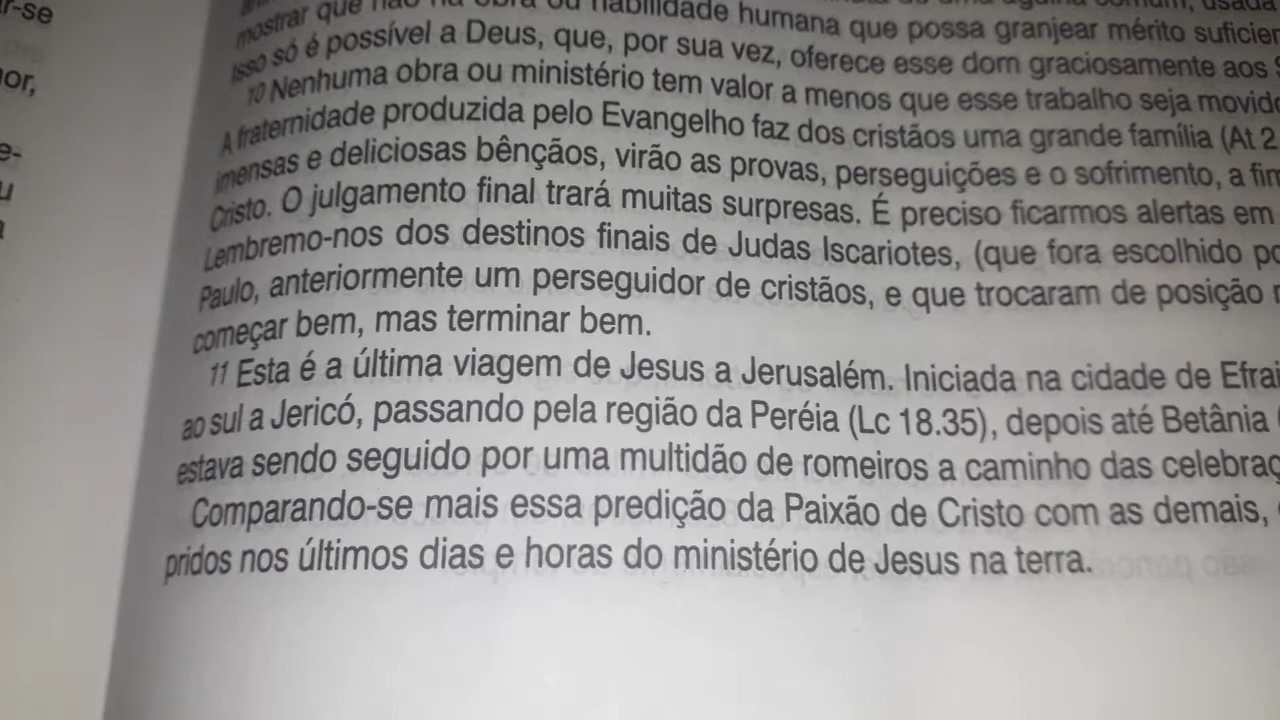 r-se
or,
e-
u
a
mostrar que não há obra ou habilidade humana que possa granjear mérito suficien
Isso só é possível a Deus, que, por sua vez, oferece esse dom graciosamente aos
10 Nenhuma obra ou ministério tem valor a menos que esse trabalho seja movido
A fraternidade produzida pelo Evangelho faz dos cristãos uma grande família (At 2
imensas e deliciosas bênçãos, virão as provas, perseguições e o sofrimento, a fim
Cristo. O julgamento final trará muitas surpresas. É preciso ficarmos alertas em
Lembremo-nos dos destinos finais de Judas Iscariotes, (que fora escolhido po
Paulo, anteriormente um perseguidor de cristãos, e que trocaram de posição
começar bem, mas terminar bem.
11 Esta é a última viagem de Jesus a Jerusalém. Iniciada na cidade de Efrai
ao sul a Jericó, passando pela região da Peréia (Lc 18.35), depois até Betânia
estava sendo seguido por uma multidão de romeiros a caminho das celebraç
Comparando-se mais essa predição da Paixão de Cristo com as demais,
pridos nos últimos dias e horas do ministério de Jesus na terra.